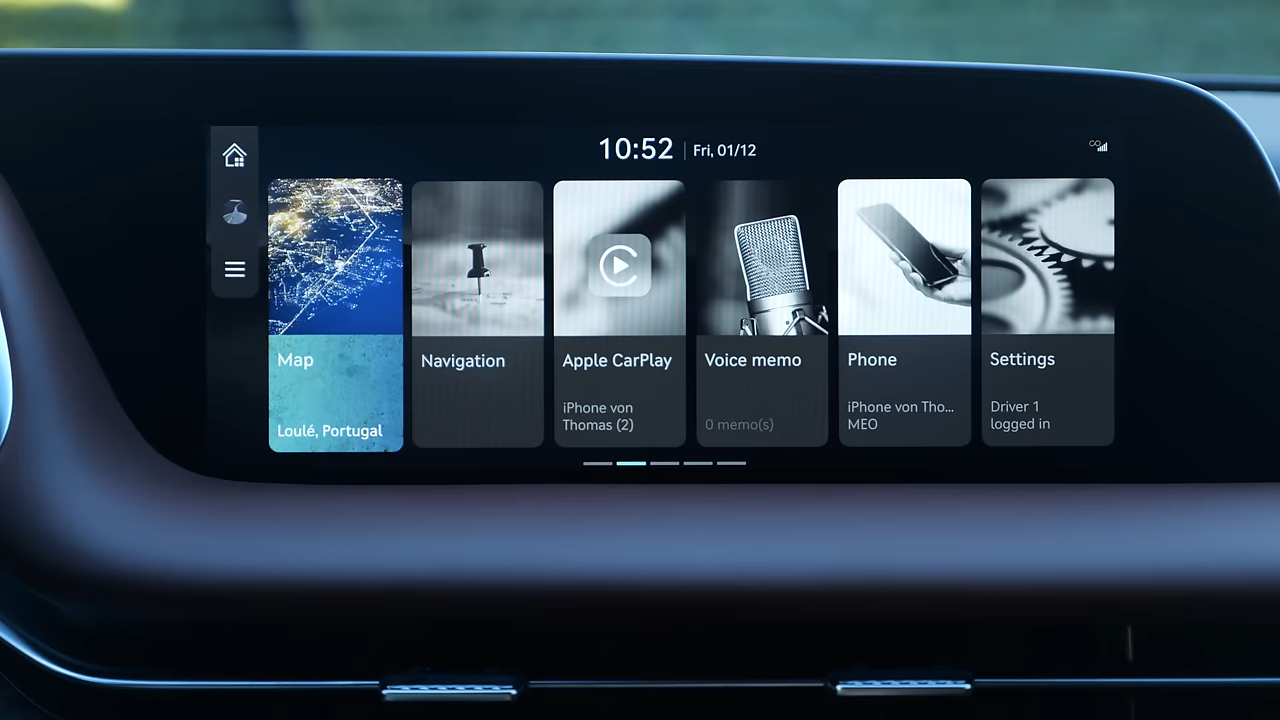 10:52 Fri, 01/12
Map
Loulé, Portugal
Navigation
Apple CarPlay
iPhone von
Thomas (2)
Voice memo
0 memo(s)
Phone
iPhone von Tho...
MEO
Settings
Driver 1
logged in